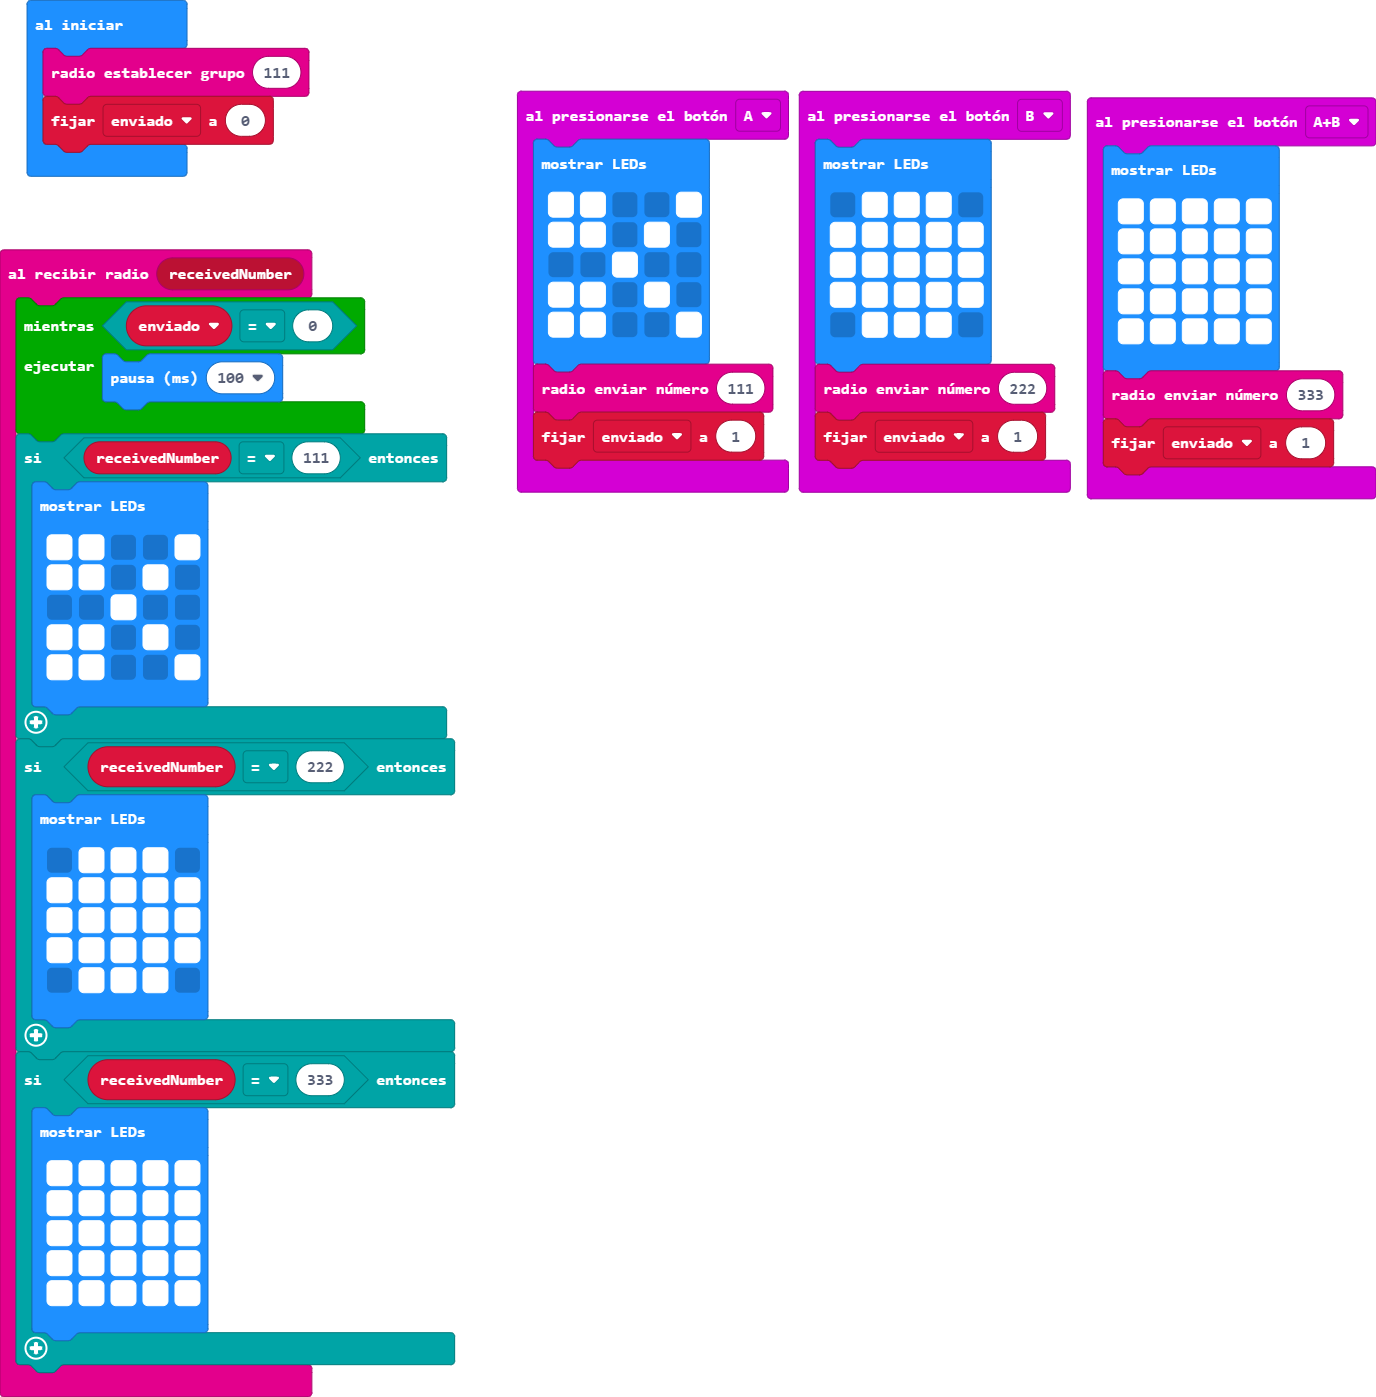 al iniciar
radio establecer grupo 111
fijar enviado a 0
al recibir radio receivedNumber
mientras enviado = 0
ejecutar pausa (ms) 100
si receivedNumber = 111 entonces
mostrar LEDs
si receivedNumber = 222 entonces
mostrar LEDs
si receivedNumber = 333 entonces
mostrar LEDs
al presionarse el botón A
mostrar LEDs
radio enviar número 111
fijar enviado a 1
al presionarse el botón B
mostrar LEDs
radio enviar número 222
fijar enviado a 1
al presionarse el botón A+B
mostrar LEDs
radio enviar número 333
fijar enviado a 1